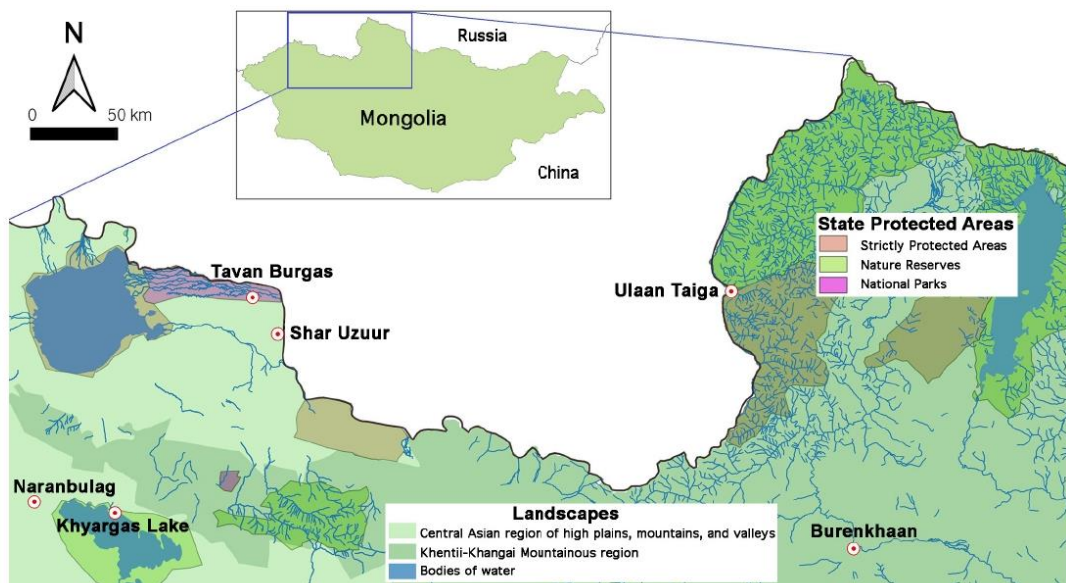 N
0 50 km
Russia
Mongolia
China
Tavan Burgas
Shar Uzuur
Ulaan Taiga
State Protected Areas
Strictly Protected Areas
Nature Reserves
National Parks
Naranbulag
Khyargas Lake
Burenkhaan
Landscapes
Central Asian region of high plains, mountains, and valleys
Khentii-Khangai Mountainous region
Bodies of water